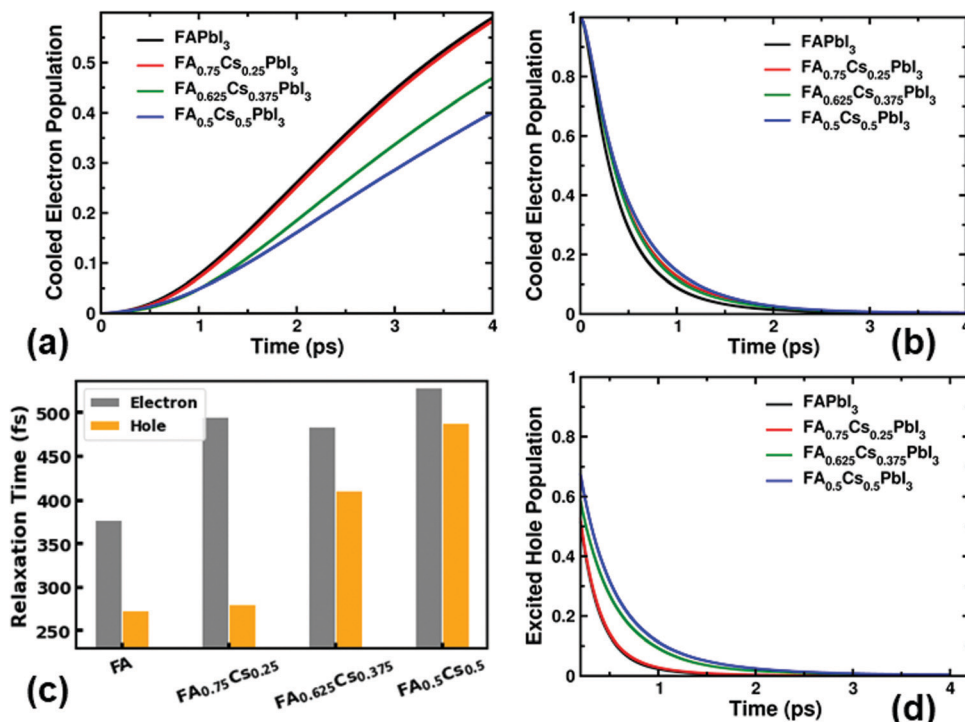 FAPbI₃
FA₀.₇₅Cs₀.₂₅PbI₃
FA₀.₆₂₅Cs₀.₃₇₅PbI₃
FA₀.₅Cs₀.₅PbI₃
Cooled Electron Population
0.5
0.4
0.3
0.2
0.1
0
0 1 2 3 4
Time (ps)
(a)
FAPbI₃
FA₀.₇₅Cs₀.₂₅PbI₃
FA₀.₆₂₅Cs₀.₃₇₅PbI₃
FA₀.₅Cs₀.₅PbI₃
Cooled Electron Population
1
0.8
0.6
0.4
0.2
0
0 1 2 3 4
Time (ps)
(b)
Electron
Hole
Relaxation Time (fs)
500
450
400
350
300
250
FA FA₀.₇₅Cs₀.₂₅ FA₀.₆₂₅Cs₀.₃₇₅ FA₀.₅Cs₀.₅
(c)
FAPbI₃
FA₀.₇₅Cs₀.₂₅PbI₃
FA₀.₆₂₅Cs₀.₃₇₅PbI₃
FA₀.₅Cs₀.₅PbI₃
Excited Hole Population
1
0.8
0.6
0.4
0.2
0
1 2 3 4
Time (ps)
(d)